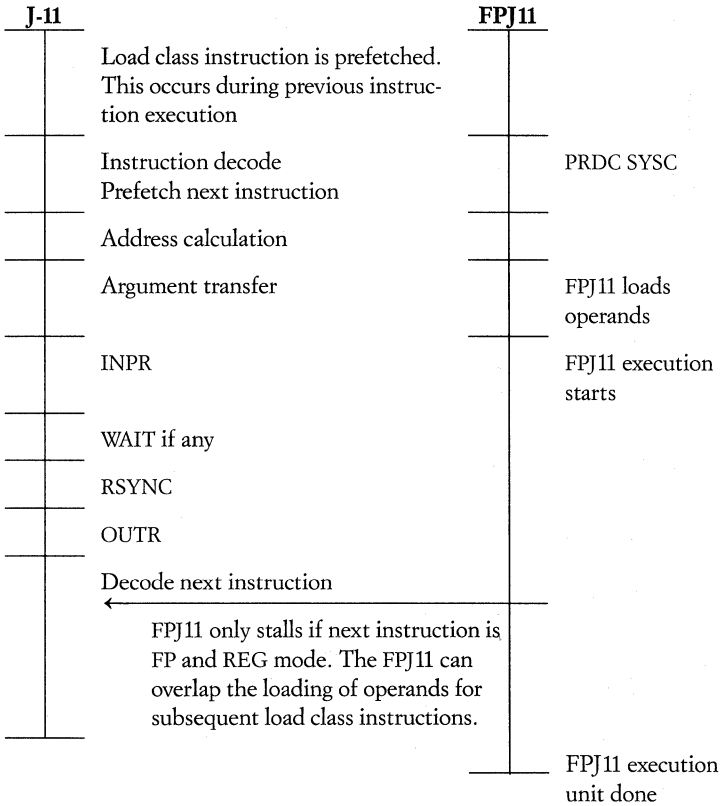 J-11 FPJ11
Load class instruction is prefetched.
This occurs during previous instruc-
tion execution
Instruction decode PRDC SYSC
Prefetch next instruction
Address calculation
Argument transfer FPJ11 loads
operands
INPR FPJ11 execution
starts
WAIT if any
RSYNC
OUTR
Decode next instruction
FPJ11 only stalls if next instruction is
FP and REG mode. The FPJ11 can
overlap the loading of operands for
subsequent load class instructions.
FPJ11 execution
unit done